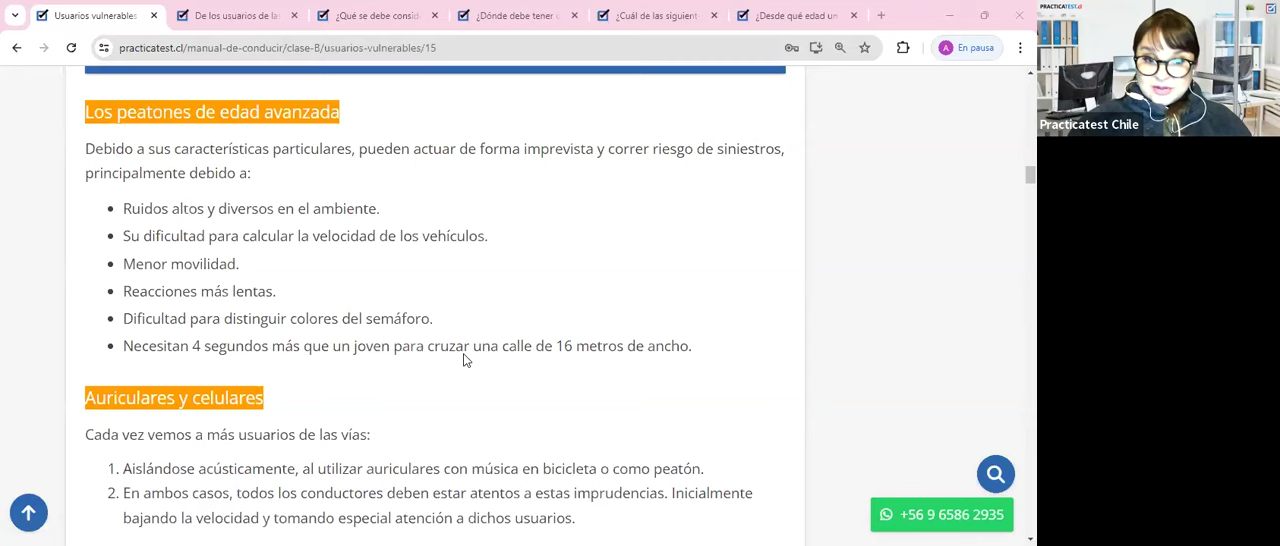 Usuarios vulnerables
De los usuarios de la
¿Qué se debe consid
¿Dónde debe tener u
¿Cuál de las siguient
¿Desde qué edad un
practicatest.cl/manual-de-conducir/clase-B/usuarios-vulnerables/15
A En pausa
PRACTICATEST.cl
Practicatest Chile
Los peatones de edad avanzada
Debido a sus características particulares, pueden actuar de forma imprevista y correr riesgo de siniestros,
principalmente debido a:
• Ruidos altos y diversos en el ambiente.
• Su dificultad para calcular la velocidad de los vehículos.
• Menor movilidad.
• Reacciones más lentas.
• Dificultad para distinguir colores del semáforo.
• Necesitan 4 segundos más que un joven para cruzar una calle de 16 metros de ancho.
Auriculares y celulares
Cada vez vemos a más usuarios de las vías:
1. Aislándose acústicamente, al utilizar auriculares con música en bicicleta o como peatón.
2. En ambos casos, todos los conductores deben estar atentos a estas imprudencias. Inicialmente
bajando la velocidad y tomando especial atención a dichos usuarios.
+56 9 6586 2935